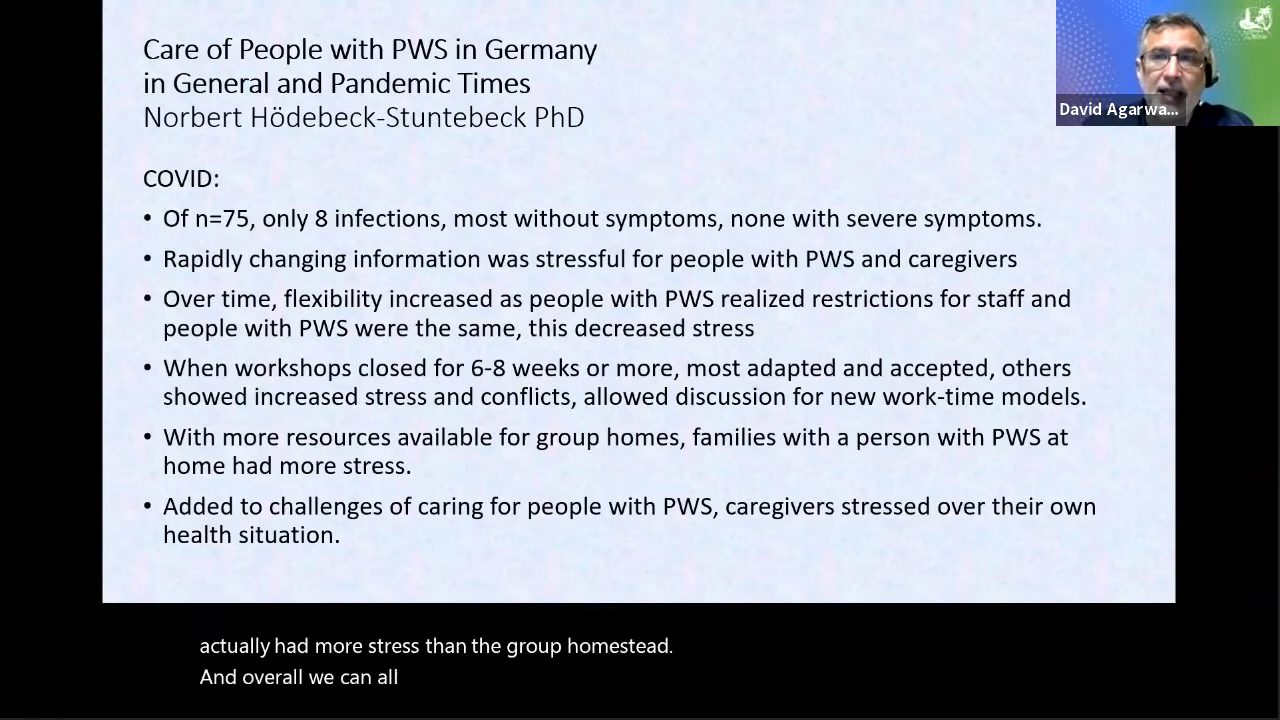 Care of People with PWS in Germany
in General and Pandemic Times
Norbert Hödebeck-Stuntebeck PhD
David Agarwa...
COVID:
• Of n=75, only 8 infections, most without symptoms, none with severe symptoms.
• Rapidly changing information was stressful for people with PWS and caregivers
• Over time, flexibility increased as people with PWS realized restrictions for staff and
people with PWS were the same, this decreased stress
• When workshops closed for 6-8 weeks or more, most adapted and accepted, others
showed increased stress and conflicts, allowed discussion for new work-time models.
• With more resources available for group homes, families with a person with PWS at
home had more stress.
• Added to challenges of caring for people with PWS, caregivers stressed over their own
health situation.
actually had more stress than the group homestead.
And overall we can all